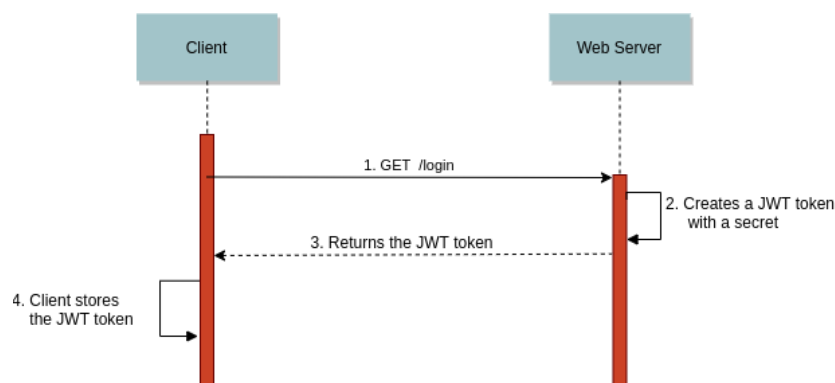 Client
Web Server
1. GET /login
2. Creates a JWT token
with a secret
3. Returns the JWT token
4. Client stores
the JWT token